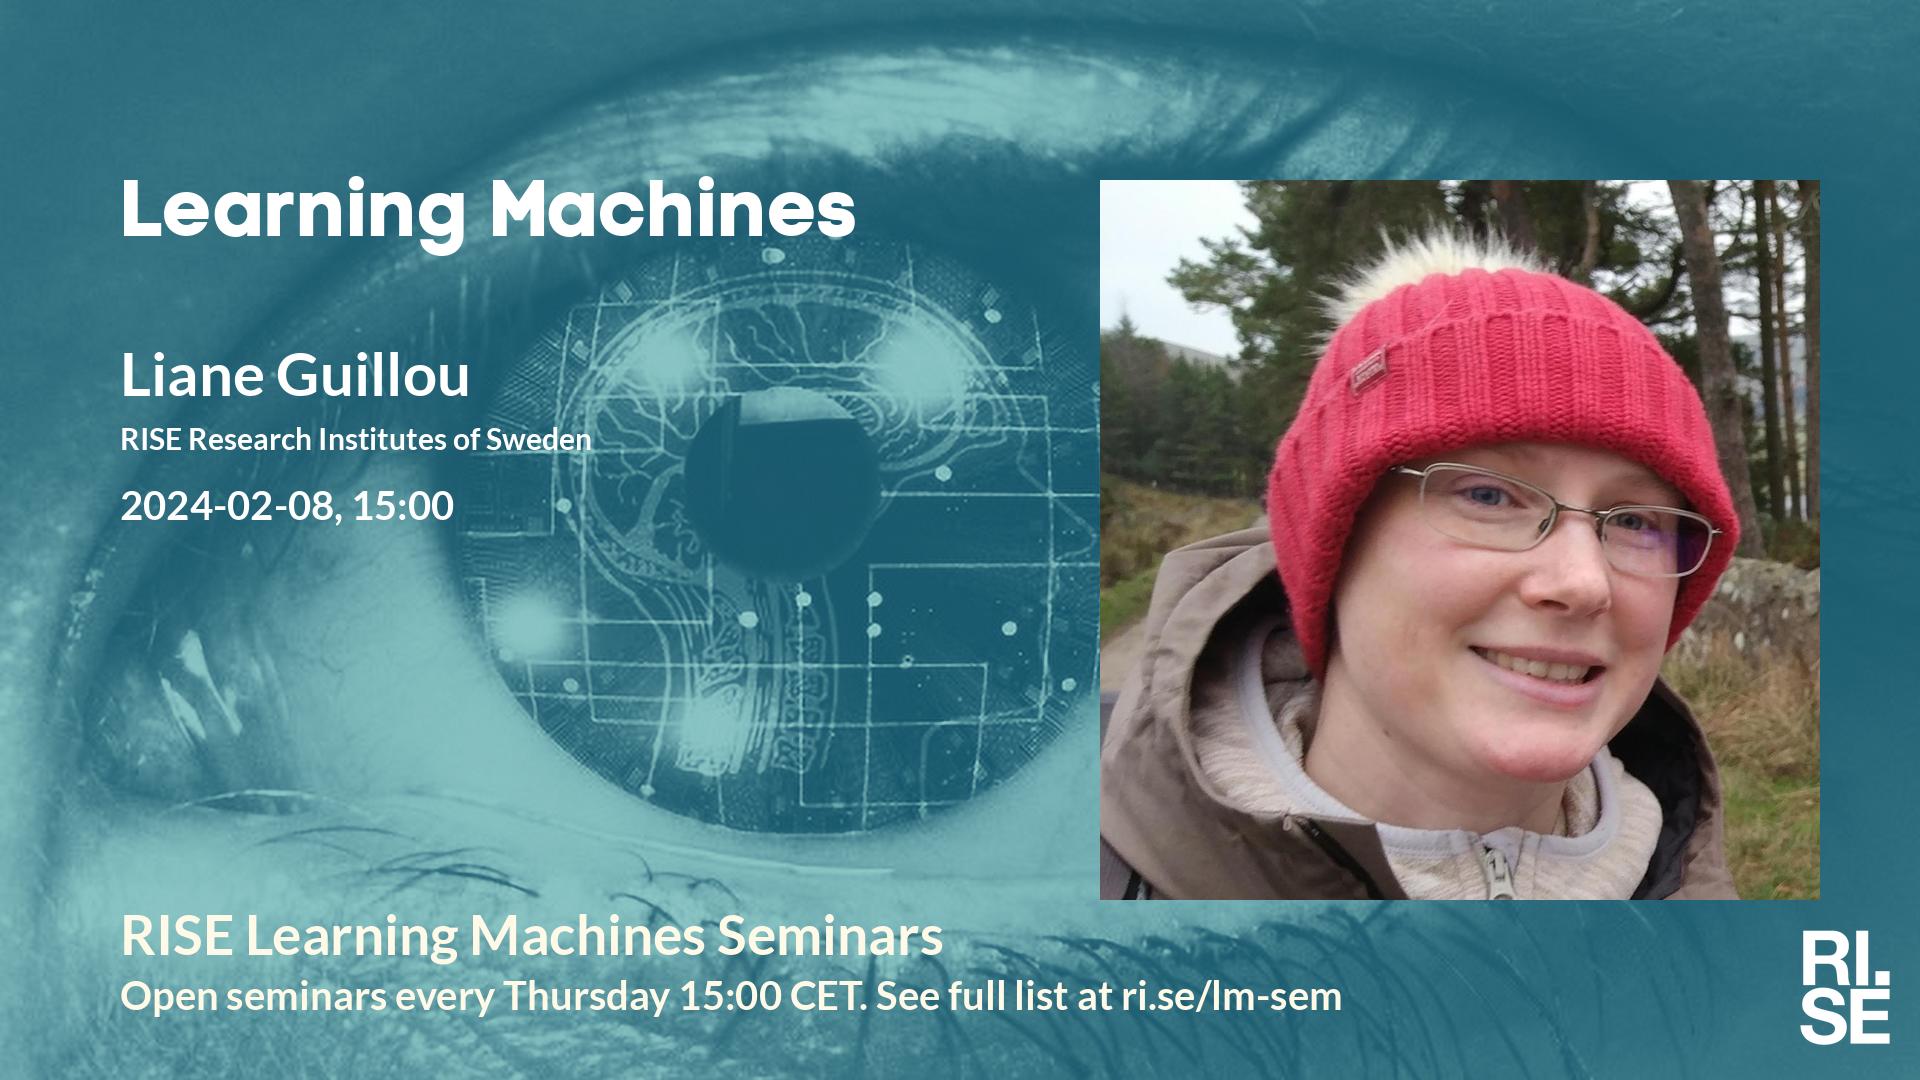 Learning Machines
Liane Guillou
RISE Research Institutes of Sweden
2024-02-08, 15:00
RISE Learning Machines Seminars
Open seminars every Thursday 15:00 CET. See full list at ri.se/lm-sem
RI.
SE